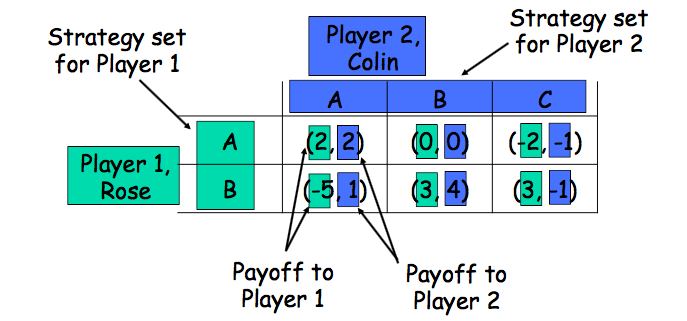 Strategy set
for Player 1
Player 2,
Colin
Strategy set
for Player 2
A B C
A (2, 2) (0, 0) (-2, -1)
Player 1,
Rose
B (-5, 1) (3, 4) (3, -1)
Payoff to
Player 1
Payoff to
Player 2